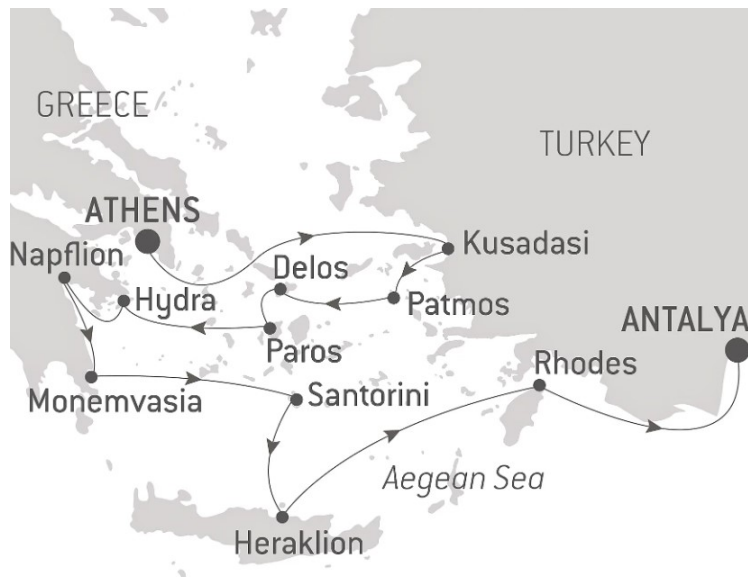 GREECE
TURKEY
ATHENS
Napflion
Kusadasi
Delos
Hydra
Patmos
ANTALYA
Paros
Rhodes
Monemvasia
Santorini
Aegean Sea
Heraklion